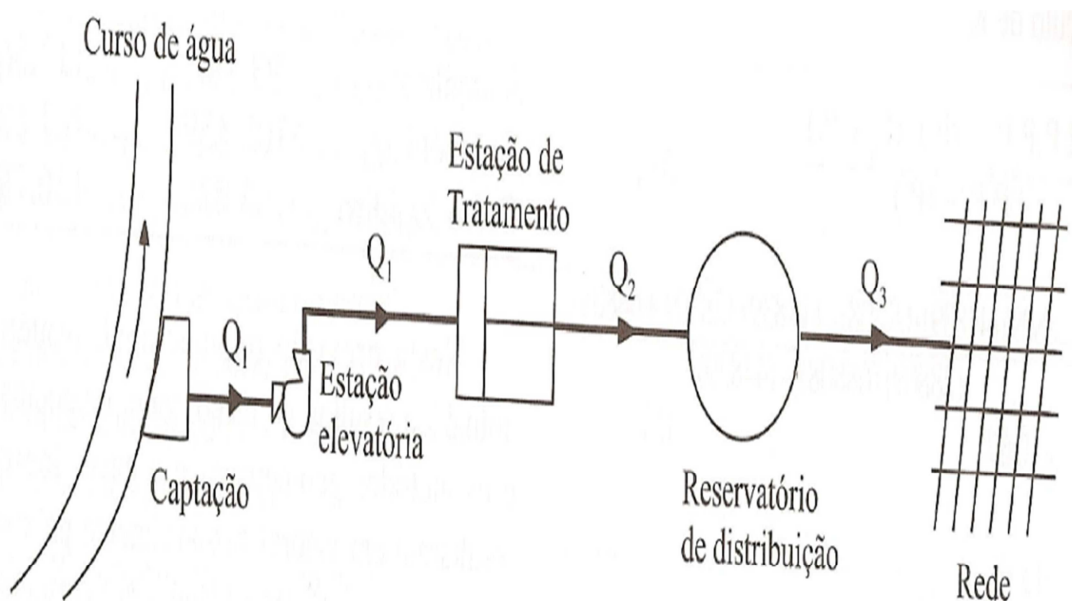 Curso de água
Estação de
Tratamento
Q₁
Q₂
Q₃
Q₁
Estação
elevatória
Captação
Reservatório
de distribuição
Rede